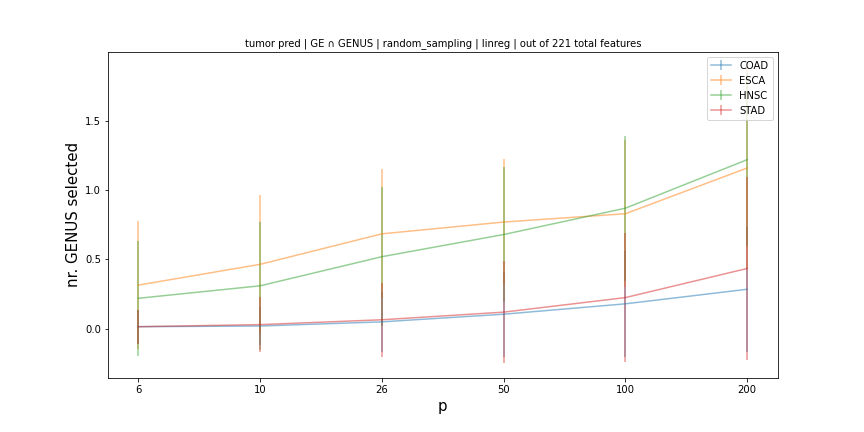 tumor pred | GE ∩ GENUS | random_sampling | linreg | out of 221 total features
COAD
ESCA
HNSC
STAD
nr. GENUS selected
1.5
1.0
0.5
0.0
6 10 26 50 100 200
p